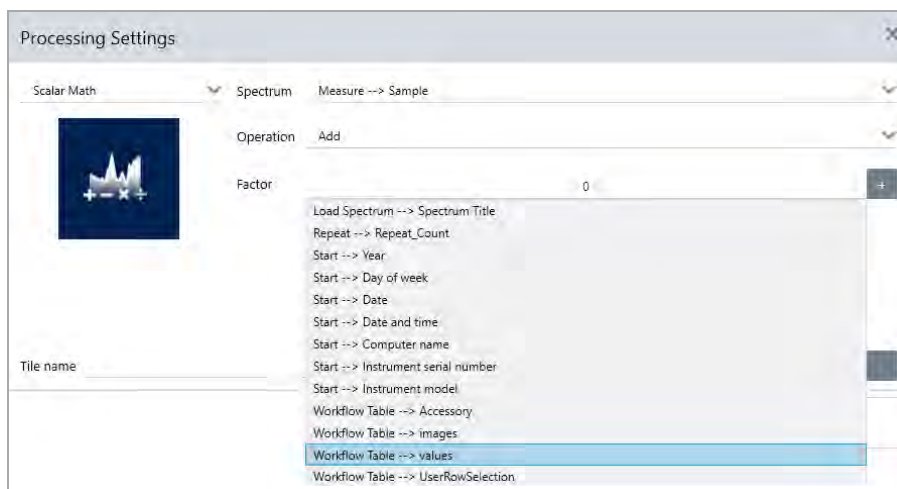 Processing Settings
Scalar Math
Spectrum Measure --> Sample
Operation Add
Factor 0 +
Load Spectrum --> Spectrum Title
Repeat --> Repeat_Count
Start --> Year
Start --> Day of week
Start --> Date
Start --> Date and time
Start --> Computer name
Tile name
Start --> Instrument serial number
Start --> Instrument model
Workflow Table --> Accessory
Workflow Table --> images
Workflow Table --> values
Workflow Table --> UserRowSelection